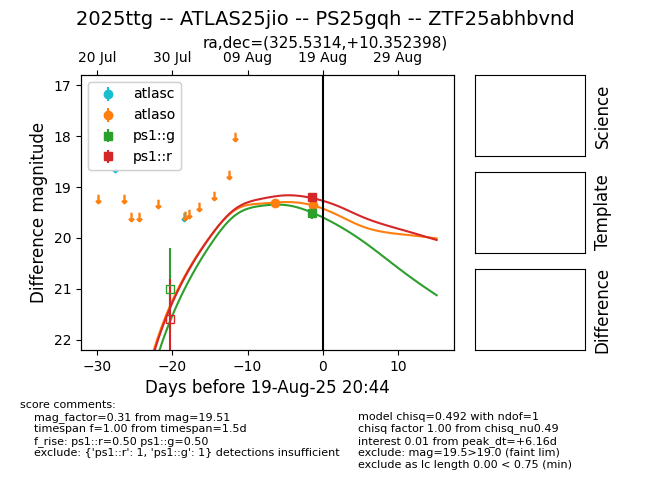 2025ttg -- ATLAS25jio -- PS25gqh -- ZTF25abhbvnd
ra,dec=(325.5314,+10.352398)
20 Jul 30 Jul 09 Aug 19 Aug 29 Aug
17
18
19
20
21
22
Difference magnitude
atlasc
atlaso
ps1::g
ps1::r
−30 −20 −10 0 10
Days before 19-Aug-25 20:44
Science
Template
Difference
score comments:
mag_factor=0.31 from mag=19.51
timespan f=1.00 from timespan=1.5d
f_rise: ps1::r=0.50 ps1::g=0.50
exclude: {'ps1::r': 1, 'ps1::g': 1} detections insufficient
model chisq=0.492 with ndof=1
chisq factor 1.00 from chisq_nu0.49
interest 0.01 from peak_dt=+6.16d
exclude: mag=19.5>19.0 (faint lim)
exclude as lc length 0.00 < 0.75 (min)